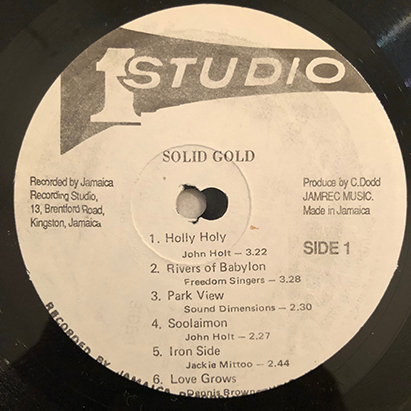 1 STUDIO
SOLID GOLD
Recorded by Jamaica
Recording Studio,
13, Brentford Road,
Kingston, Jamaica
Produce by C.Dodd
JAMREC MUSIC.
Made in Jamaica
SIDE 1
1. Holly Holy
John Holt – 3.22
2. Rivers of Babylon
Freedom Singers – 3.28
3. Park View
Sound Dimensions – 2.30
4. Soolaimon
John Holt – 2.27
5. Iron Side
Jackie Mittoo – 2.44
6. Love Grows
Dennis Brown
RECORDED BY JAMAICA